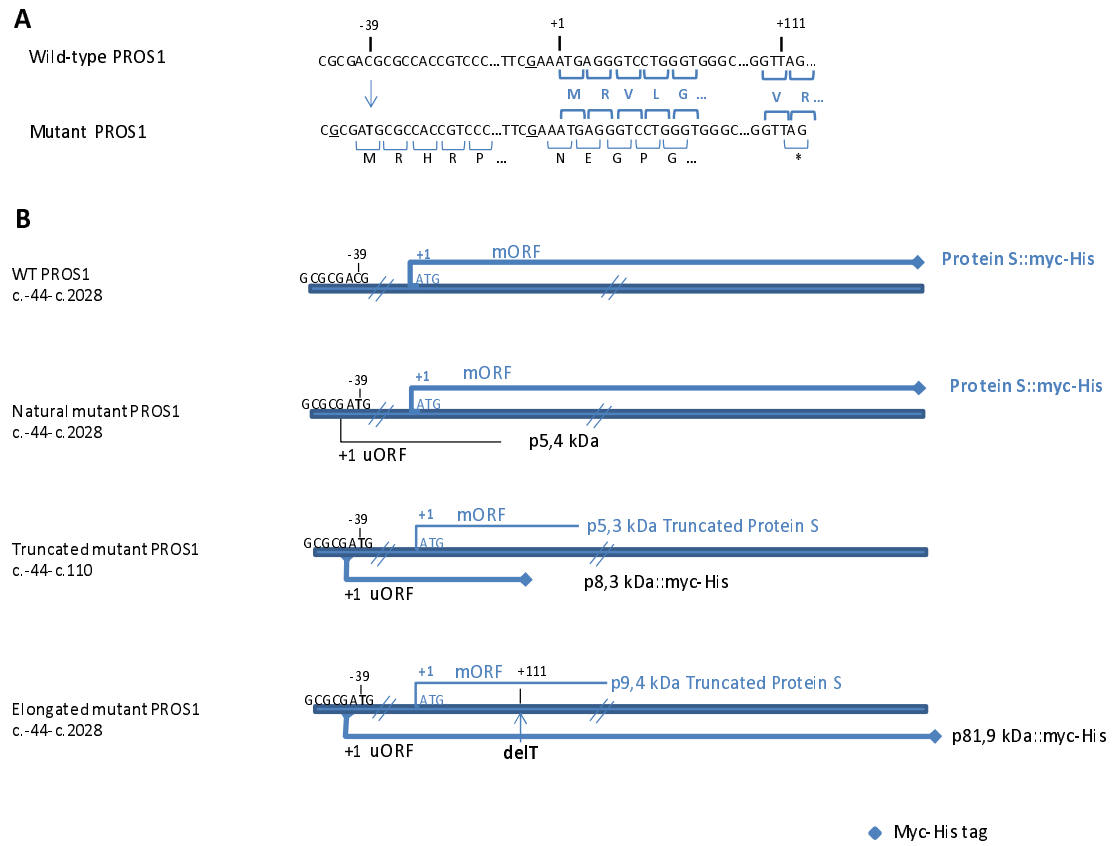 A
-39 +1 +111
Wild-type PROS1 CGCGACGCGCCACCGTCCC...TTCGAAATGAGGGTCCTGGGTGGGC...GGTTAG...
M R V L G ... V R ...
Mutant PROS1 CGCGATGCGCCACCGTCCC...TTCGAAATGAGGGTCCTGGGTGGGC...GGTTAG
M R H R P ... N E G P G ... *
B
WT PROS1
c.-44-c.2028
-39 +1 mORF Protein S::myc-His
GCGCGACG ATG
Natural mutant PROS1
c.-44-c.2028
-39 +1 mORF Protein S::myc-His
GCGCGATG ATG
+1 uORF p5,4 kDa
Truncated mutant PROS1
c.-44-c.110
-39 +1 mORF p5,3 kDa Truncated Protein S
GCGCGATG ATG
+1 uORF p8,3 kDa::myc-His
Elongated mutant PROS1
c.-44-c.2028
-39 +1 mORF +111 p9,4 kDa Truncated Protein S
GCGCGATG ATG
+1 uORF delT p81,9 kDa::myc-His
Myc-His tag